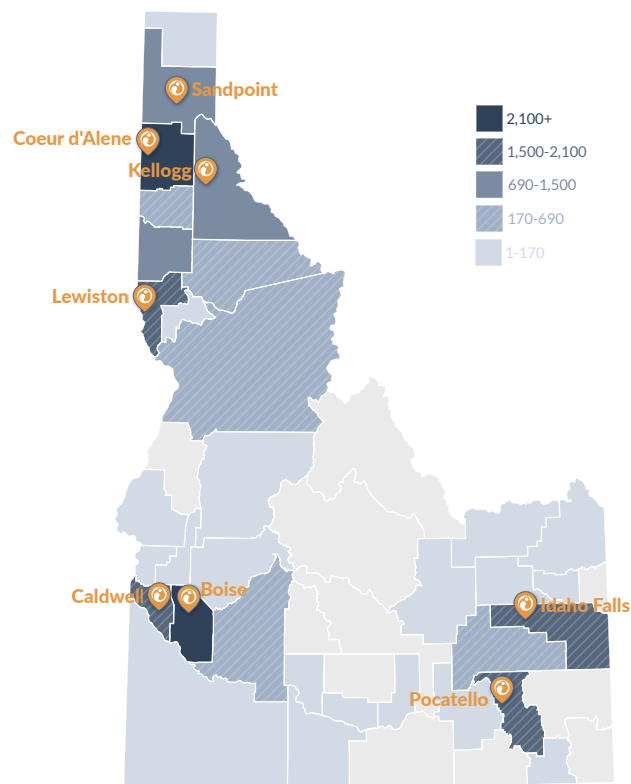 Sandpoint
2,100+
Coeur d'Alene
1,500-2,100
Kellogg
690-1,500
170-690
1-170
Lewiston
Caldwell
Boise
Idaho Falls
Pocatello